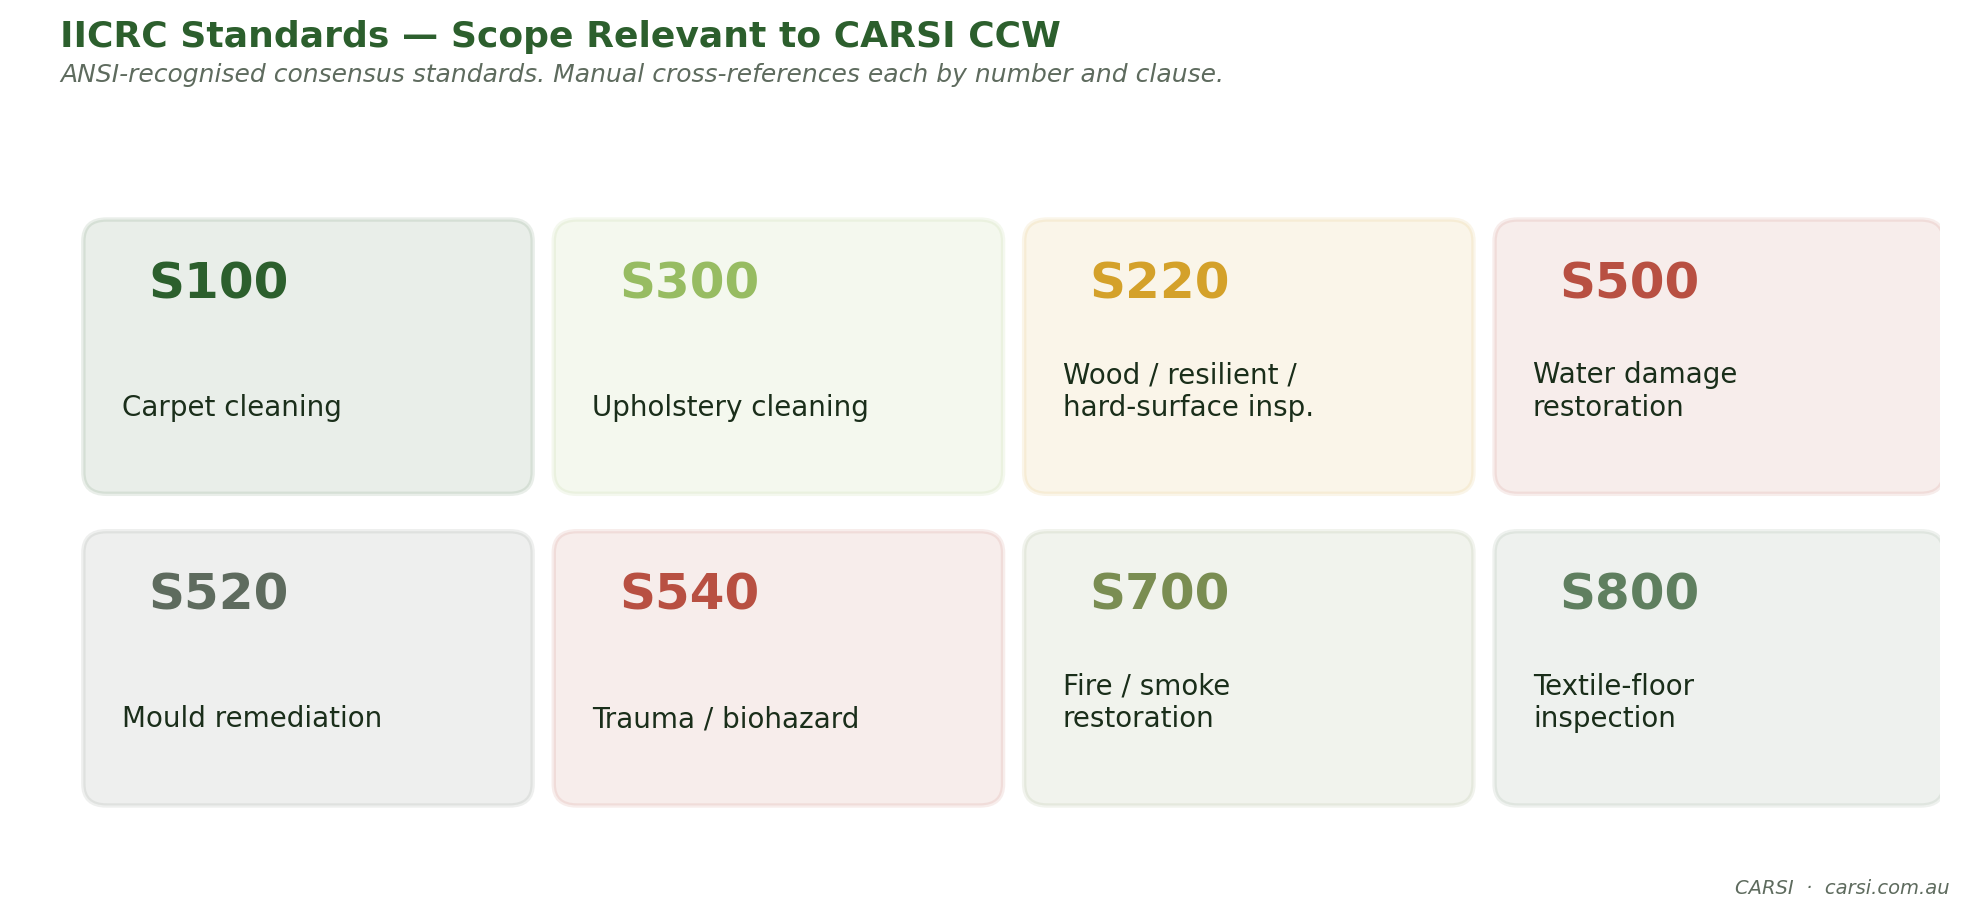 IICRC Standards — Scope Relevant to CARSI CCW
ANSI-recognised consensus standards. Manual cross-references each by number and clause.
S100
Carpet cleaning
S300
Upholstery cleaning
S220
Wood / resilient /
hard-surface insp.
S500
Water damage
restoration
S520
Mould remediation
S540
Trauma / biohazard
S700
Fire / smoke
restoration
S800
Textile-floor
inspection
CARSI · carsi.com.au